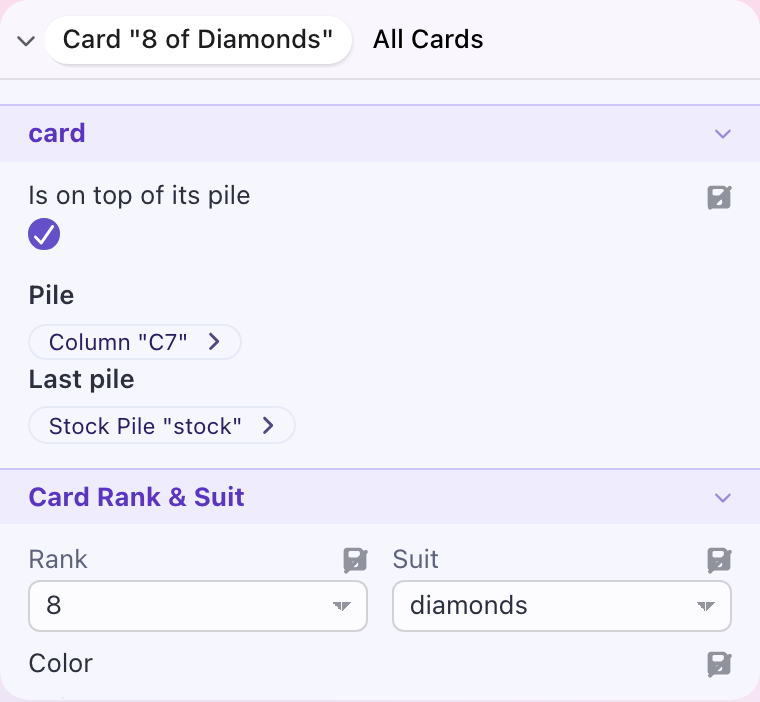 Card "8 of Diamonds" All Cards
card
Is on top of its pile
Pile
Column "C7"
Last pile
Stock Pile "stock"
Card Rank & Suit
Rank Suit
8 diamonds
Color